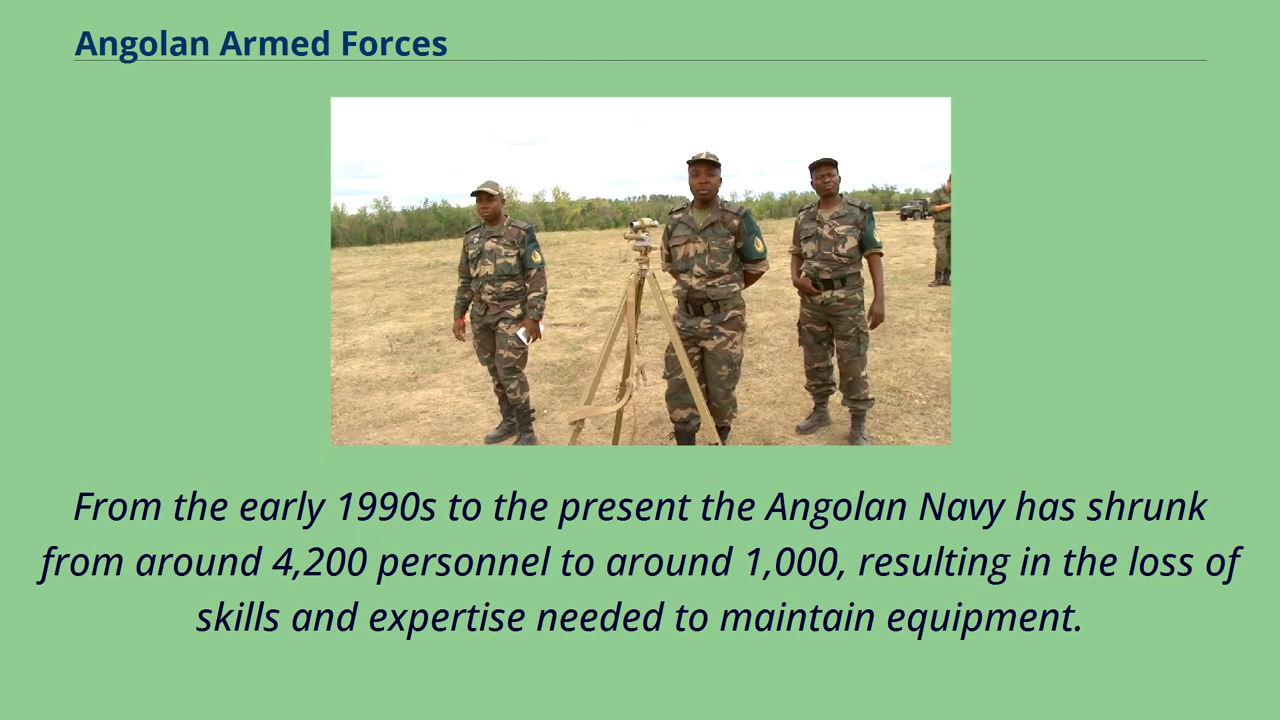 Angolan Armed Forces
From the early 1990s to the present the Angolan Navy has shrunk
from around 4,200 personnel to around 1,000, resulting in the loss of
skills and expertise needed to maintain equipment.